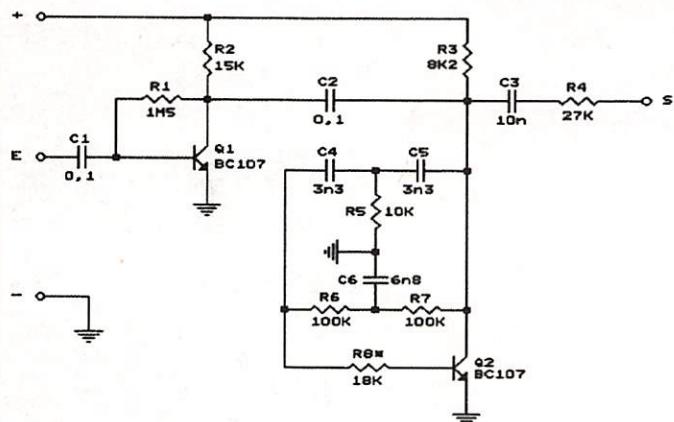 +
R2
15K
R3
8K2
R1
1M5
C2
0,1
C3
10n
R4
27K
S
E
C1
0,1
Q1
BC107
C4
3n3
C5
3n3
R5
10K
C6
6n8
-
R6
100K
R7
100K
R8*
18K
Q2
BC107